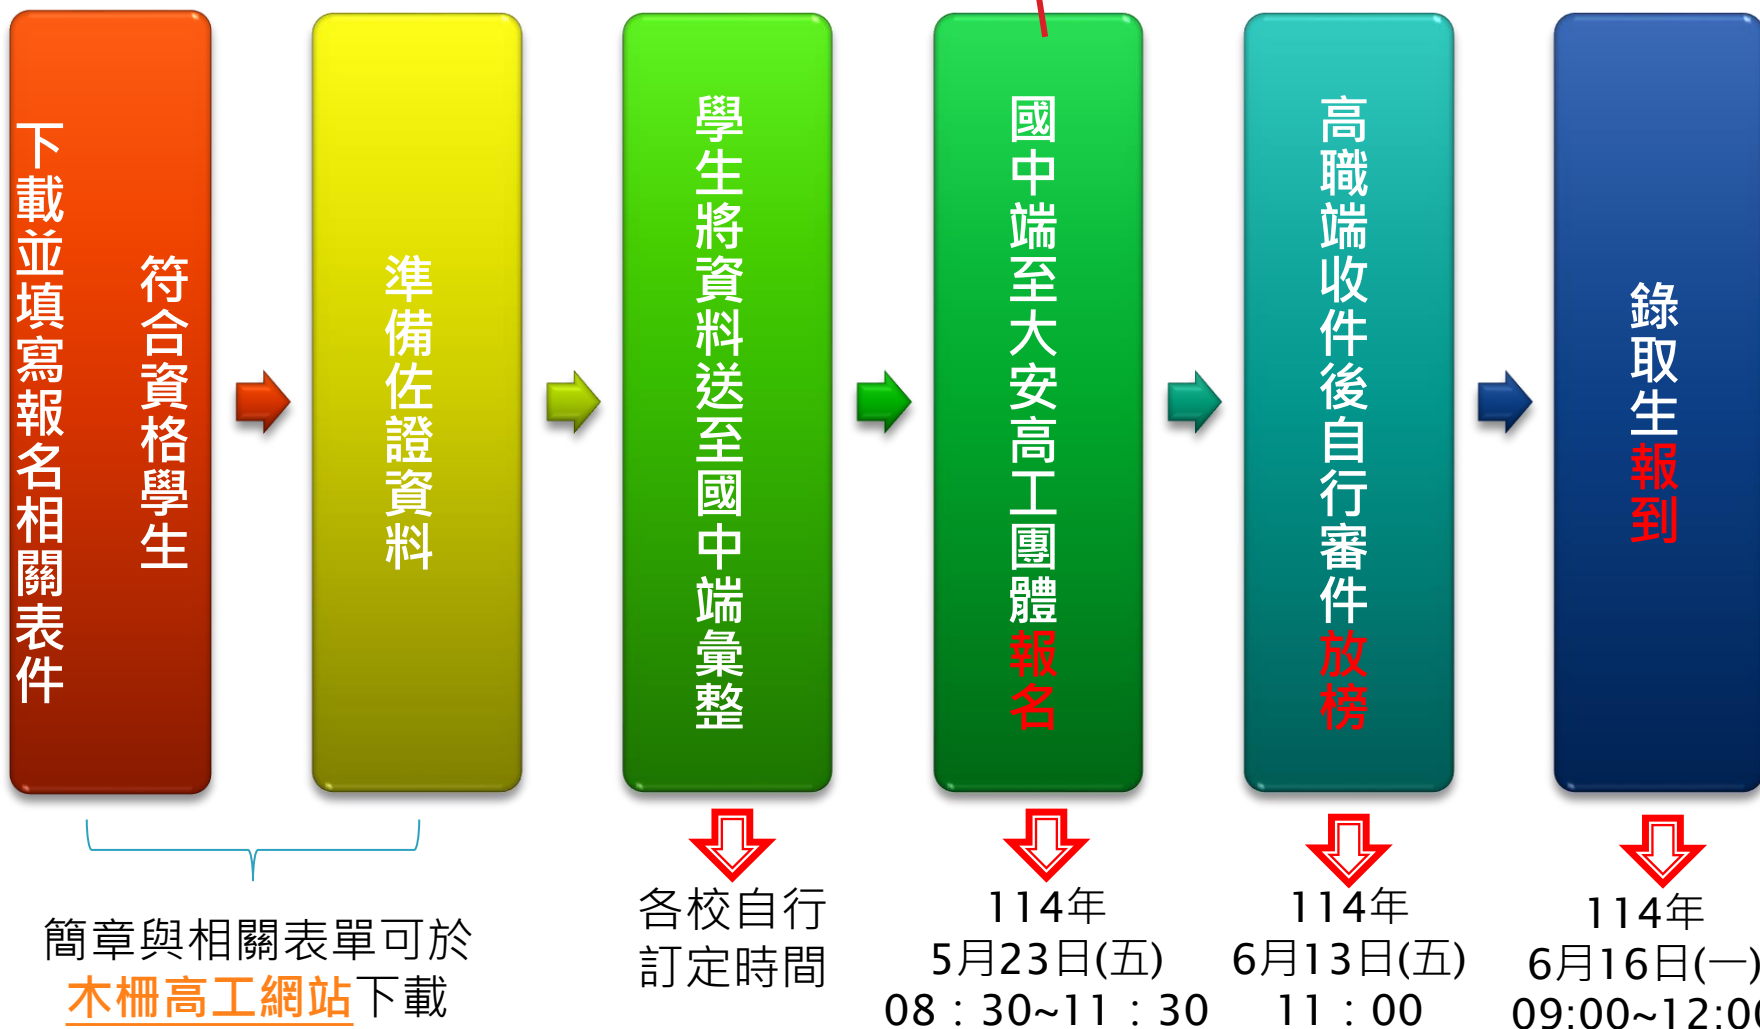 符合資格學生
下載並填寫報名相關表件
準備佐證資料
學生將資料送至國中端彙整
國中端至大安高工團體報名
高職端收件後自行審件放榜
錄取生報到
簡章與相關表單可於
木柵高工網站下載
各校自行
訂定時間
114年
5月23日(五)
08：30~11：30
114年
6月13日(五)
11：00
114年
6月16日(一)
09:00~12:00